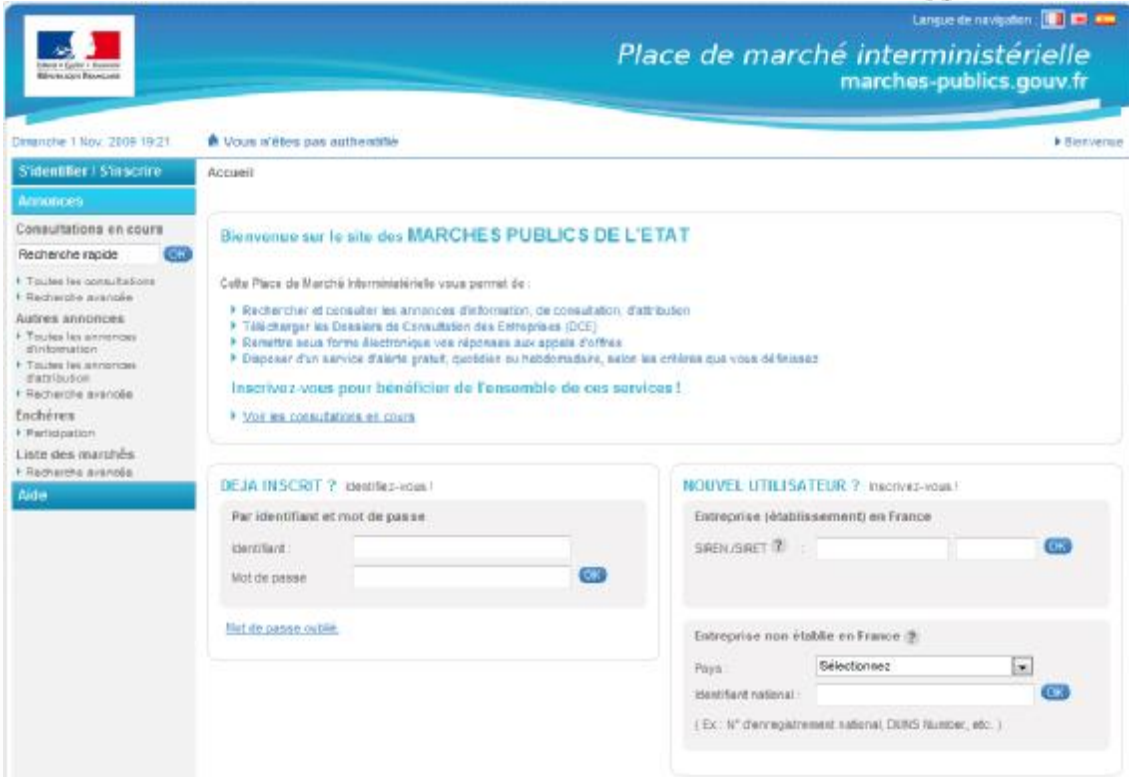 Langue de navigation :
Liberté • Égalité • Fraternité
RÉPUBLIQUE FRANÇAISE
Place de marché interministérielle
marches-publics.gouv.fr
Dimanche 1 Nov. 2009 19:21
Vous n'êtes pas authentifié
Bienvenue
S'identifier / S'inscrire
Accueil
Annonces
Consultations en cours
Recherche rapide
OK
Toutes les consultations
Recherche avancée
Autres annonces
Toutes les annonces
d'information
Toutes les annonces
d'attribution
Recherche avancée
Enchères
Participation
Liste des marchés
Recherche avancée
Aide
Bienvenue sur le site des MARCHES PUBLICS DE L'ETAT
Cette Place de Marché Interministérielle vous permet de :
Rechercher et consulter les annonces d'information, de consultation, d'attribution
Télécharger les Dossiers de Consultation des Entreprises (DCE)
Remettre sous forme électronique vos réponses aux appels d'offres
Disposer d'un service d'alerte gratuit, quotidien ou hebdomadaire, selon les critères que vous définissez
Inscrivez-vous pour bénéficier de l'ensemble de ces services !
Voir les consultations en cours
DEJA INSCRIT ? Identifiez-vous !
Par identifiant et mot de passe
Identifiant :
Mot de passe
OK
Mot de passe oublié.
NOUVEL UTILISATEUR ? Inscrivez-vous !
Entreprise (établissement) en France
SIREN /SIRET ? :
OK
Entreprise non établie en France ?
Pays :
Sélectionnez
Identifiant national :
OK
( Ex : N° d'enregistrement national, DUNS Number, etc. )